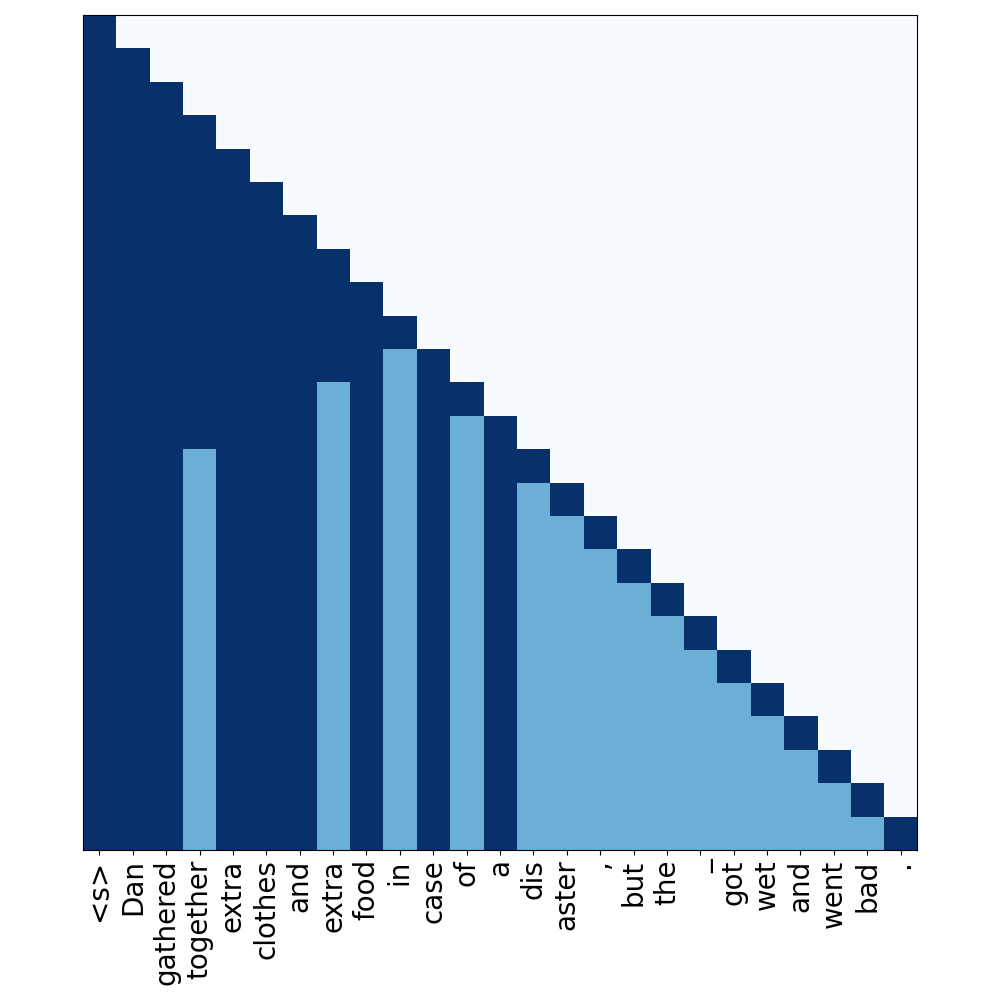 <s>
Dan
gathered
together
extra
clothes
and
extra
food
in
case
of
a
dis
aster
,
but
the
_
got
wet
and
went
bad
.